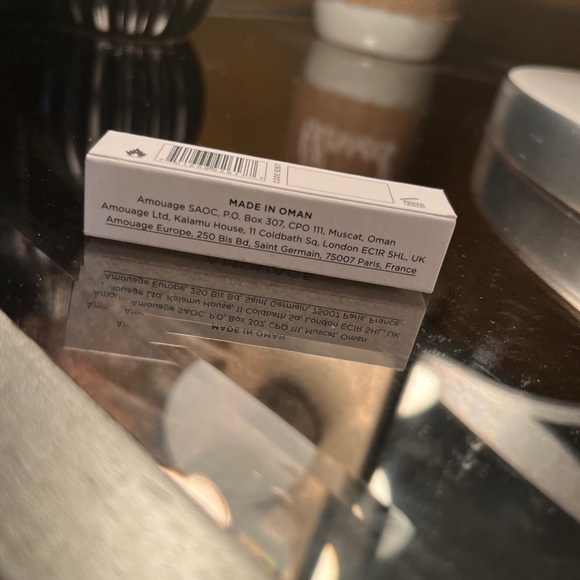 MADE IN OMAN
Amouage SAOC, P.O. Box 307, CPO 111, Muscat, Oman
Amouage Ltd, Kalamu House, 11 Coldbath Sq, London EC1R 5HL, UK
Amouage Europe, 250 Bis Bd, Saint Germain, 75007 Paris, France